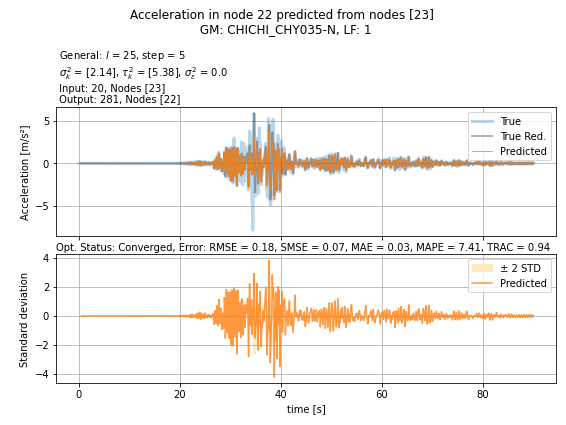 Acceleration in node 22 predicted from nodes [23]
GM: CHICHI_CHY035-N, LF: 1
General: l = 25, step = 5
σ²ₖ = [2.14], τ²ₖ = [5.38], σ²ε = 0.0
Input: 20, Nodes [23]
Output: 281, Nodes [22]
Acceleration [m/s²]
5
0
−5
True
True Red.
Predicted
Opt. Status: Converged, Error: RMSE = 0.18, SMSE = 0.07, MAE = 0.03, MAPE = 7.41, TRAC = 0.94
Standard deviation
4
2
0
−2
−4
± 2 STD
Predicted
0 20 40 60 80
time [s]